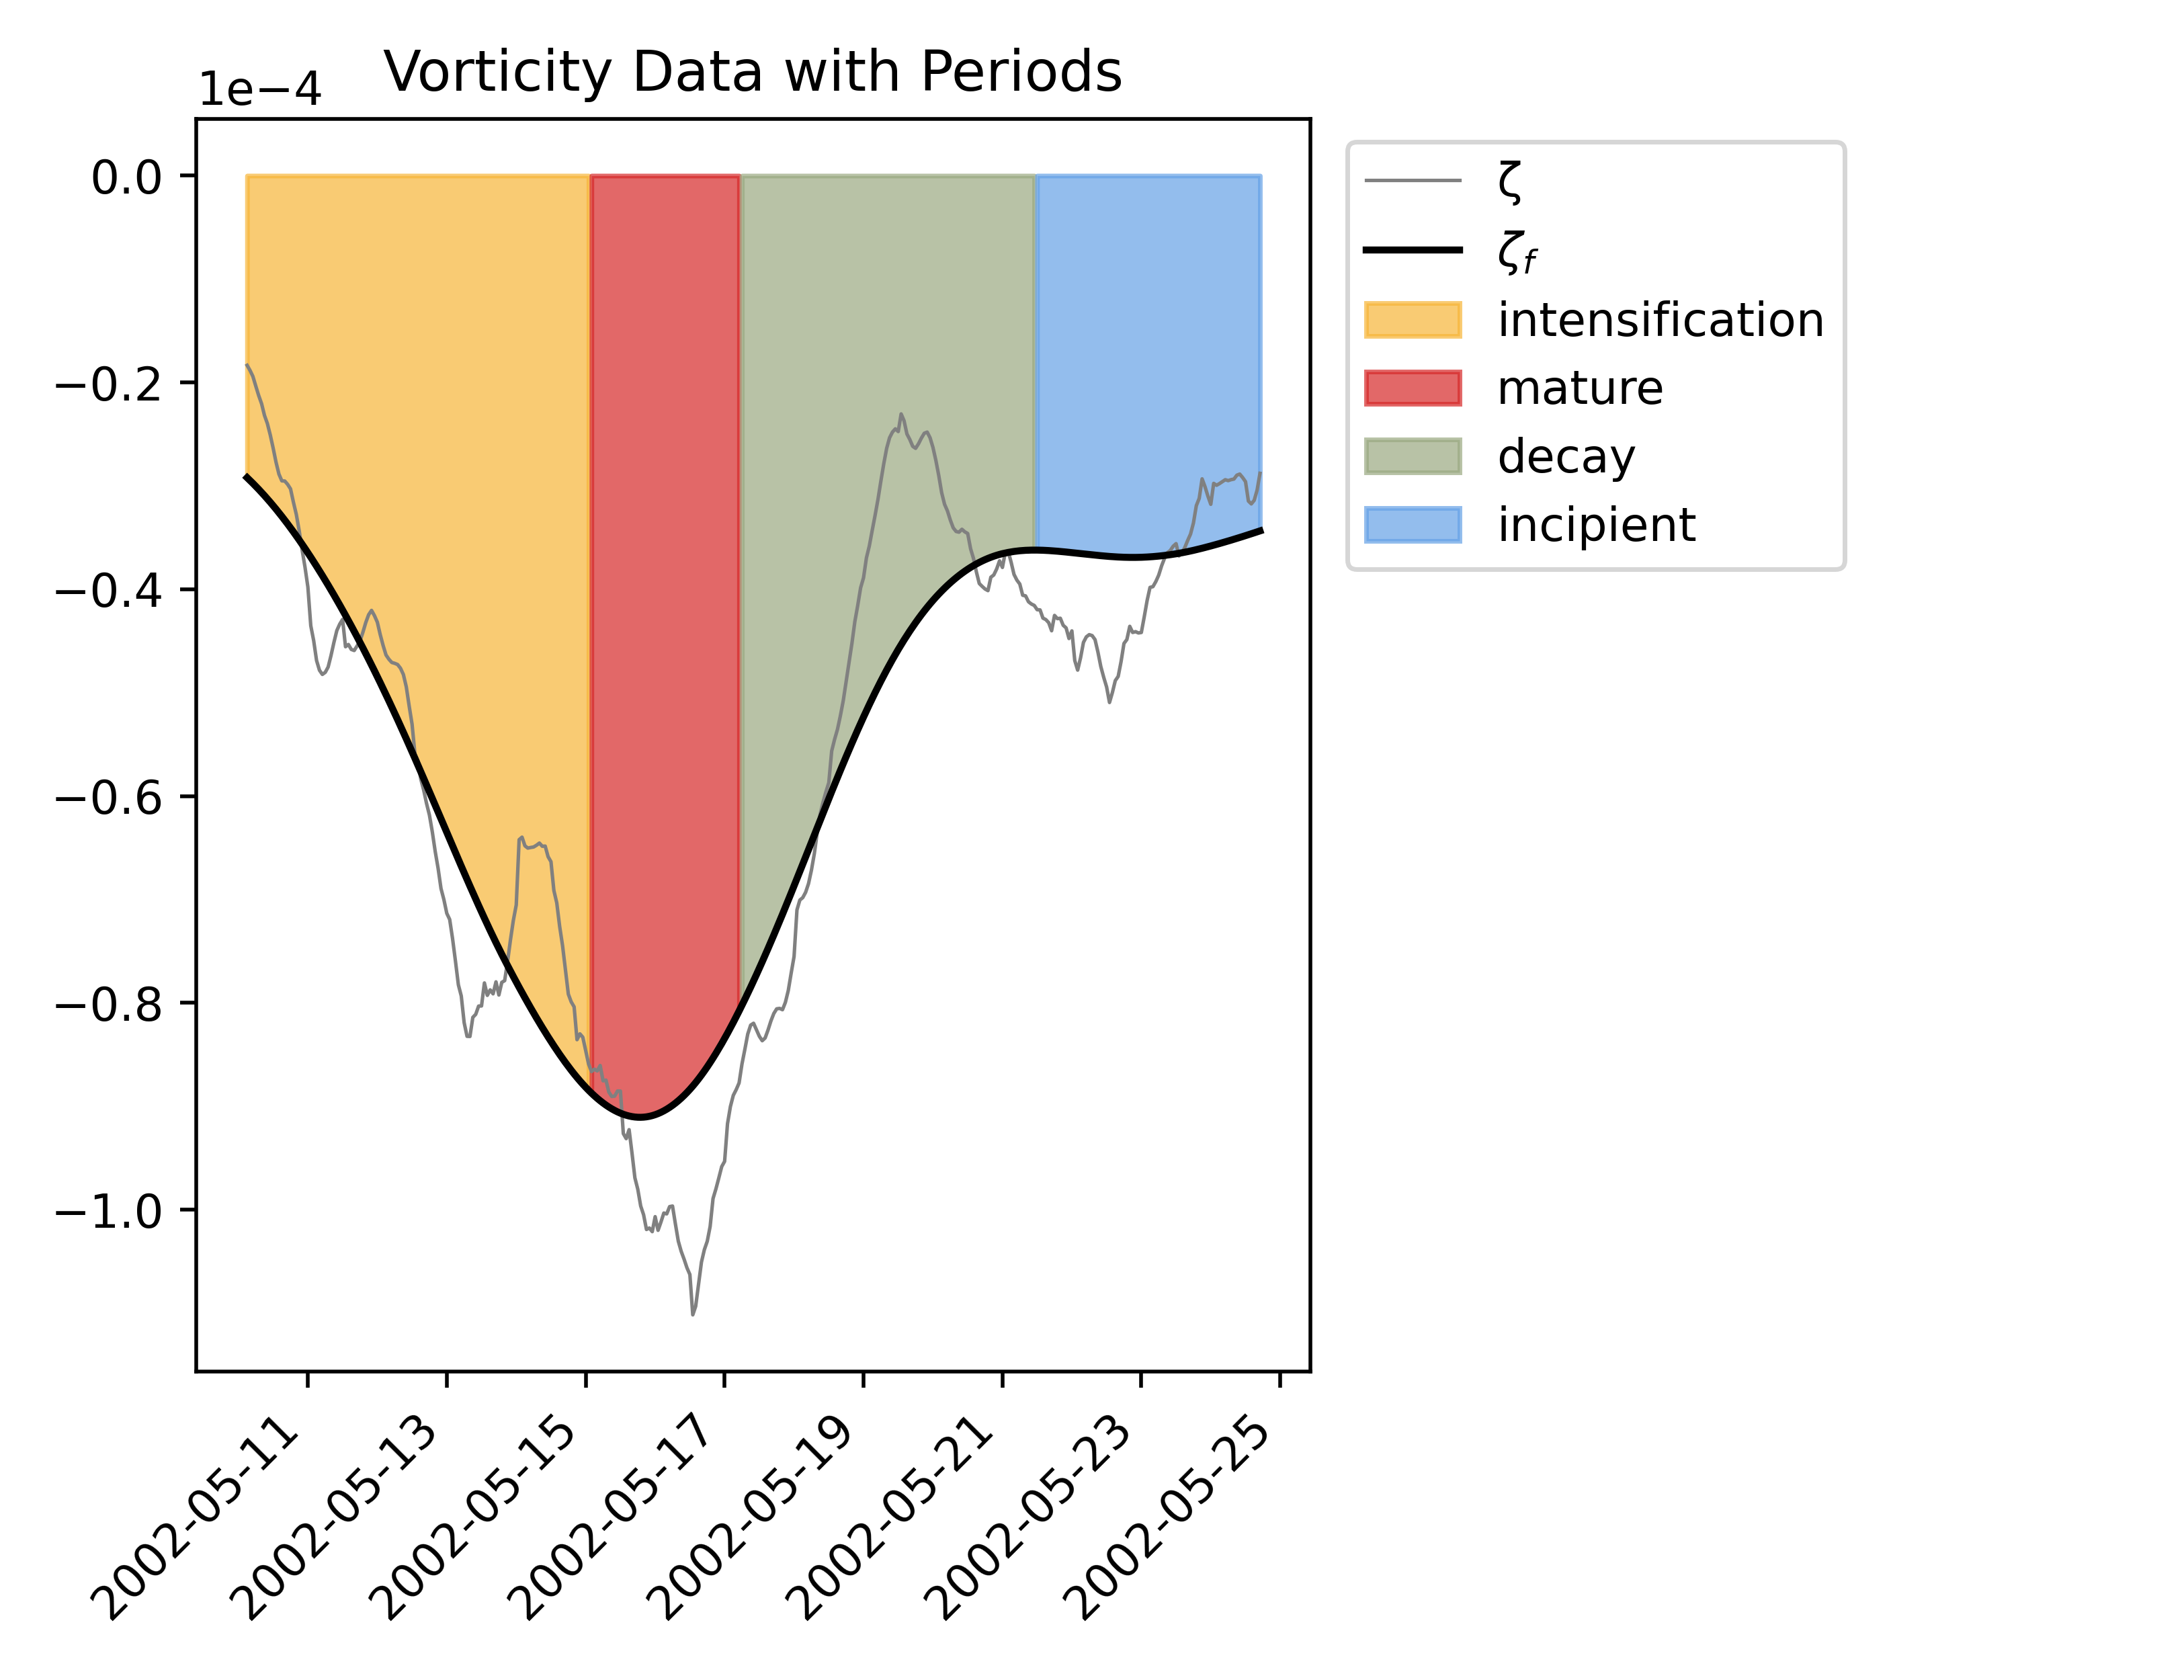 Vorticity Data with Periods
1e−4
0.0
−0.2
−0.4
−0.6
−0.8
−1.0
2002-05-11
2002-05-13
2002-05-15
2002-05-17
2002-05-19
2002-05-21
2002-05-23
2002-05-25
ζ
ζf
intensification
mature
decay
incipient